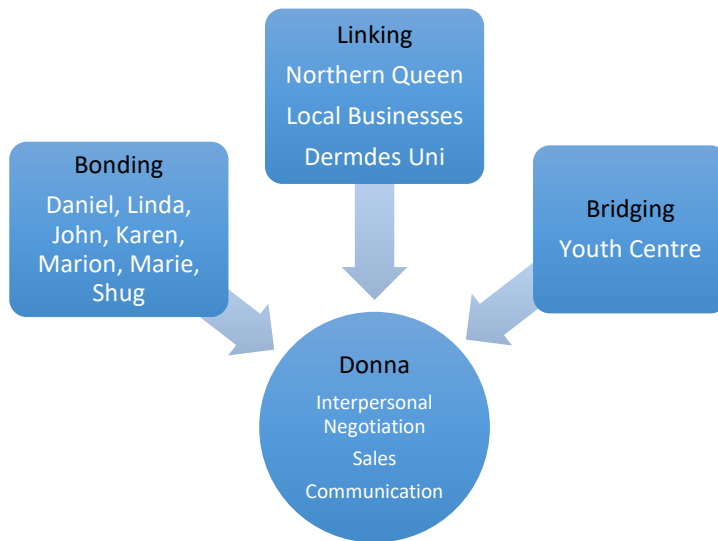 Linking
Northern Queen
Local Businesses
Dermdes Uni
Bonding
Daniel, Linda,
John, Karen,
Marion, Marie,
Shug
Bridging
Youth Centre
Donna
Interpersonal
Negotiation
Sales
Communication